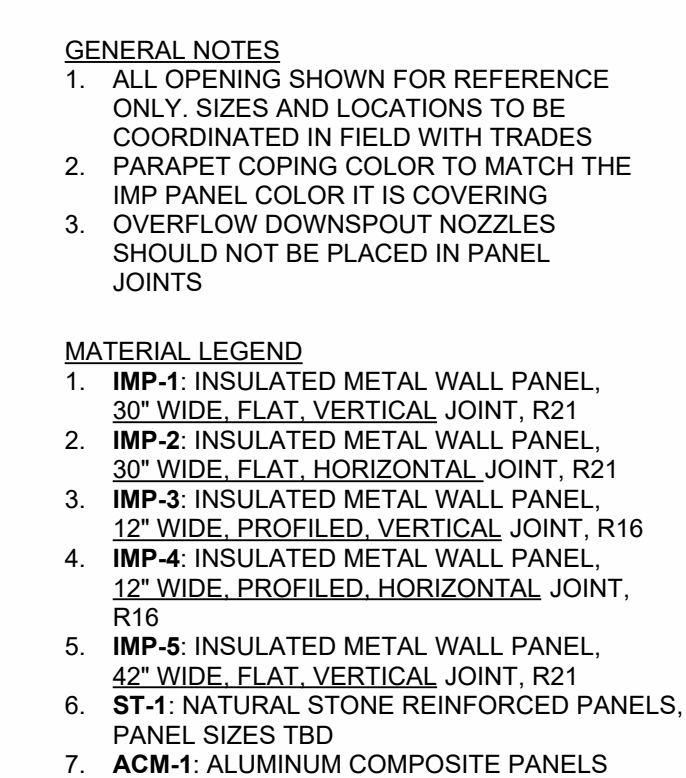 GENERAL NOTES
1. ALL OPENING SHOWN FOR REFERENCE
ONLY. SIZES AND LOCATIONS TO BE
COORDINATED IN FIELD WITH TRADES
2. PARAPET COPING COLOR TO MATCH THE
IMP PANEL COLOR IT IS COVERING
3. OVERFLOW DOWNSPOUT NOZZLES
SHOULD NOT BE PLACED IN PANEL
JOINTS
MATERIAL LEGEND
1. IMP-1: INSULATED METAL WALL PANEL,
30" WIDE, FLAT, VERTICAL JOINT, R21
2. IMP-2: INSULATED METAL WALL PANEL,
30" WIDE, FLAT, HORIZONTAL JOINT, R21
3. IMP-3: INSULATED METAL WALL PANEL,
12" WIDE, PROFILED, VERTICAL JOINT, R16
4. IMP-4: INSULATED METAL WALL PANEL,
12" WIDE, PROFILED, HORIZONTAL JOINT,
R16
5. IMP-5: INSULATED METAL WALL PANEL,
42" WIDE, FLAT, VERTICAL JOINT, R21
6. ST-1: NATURAL STONE REINFORCED PANELS,
PANEL SIZES TBD
7. ACM-1: ALUMINUM COMPOSITE PANELS